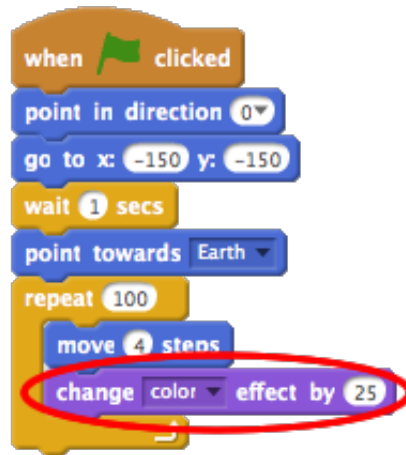 when clicked
point in direction 0
go to x: -150 y: -150
wait 1 secs
point towards Earth
repeat 100
move 4 steps
change color effect by 25